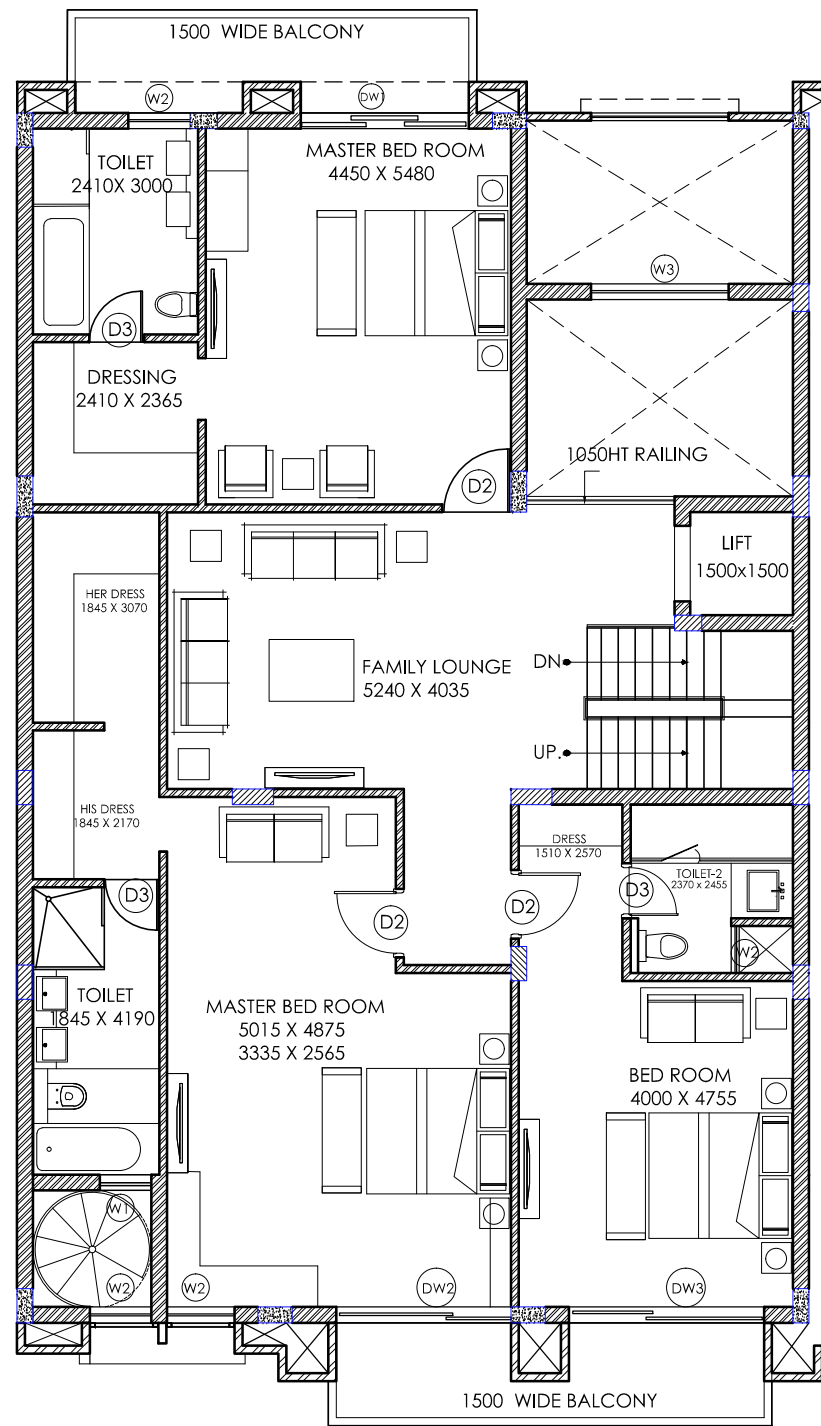 1500 WIDE BALCONY
W2
DW1
TOILET
2410X 3000
MASTER BED ROOM
4450 X 5480
W3
D3
DRESSING
2410 X 2365
1050HT RAILING
D2
LIFT
1500x1500
HER DRESS
1845 X 3070
FAMILY LOUNGE
5240 X 4035
DN
UP.
HIS DRESS
1845 X 2170
DRESS
1510 X 2570
TOILET-2
2370 x 2455
D3
D3
D2
D2
W2
TOILET
1845 X 4190
MASTER BED ROOM
5015 X 4875
3335 X 2565
BED ROOM
4000 X 4755
W1
W2
W2
DW2
DW3
1500 WIDE BALCONY